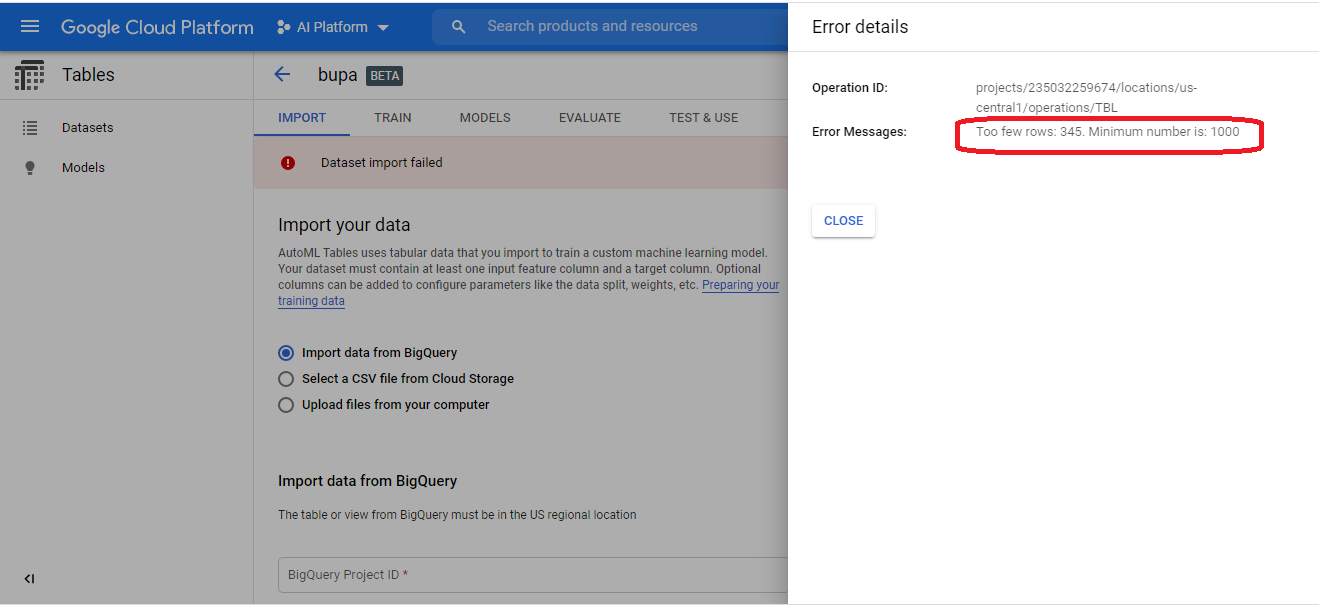 Google Cloud Platform
AI Platform
Search products and resources
Tables
Datasets
Models
bupa
BETA
IMPORT
TRAIN
MODELS
EVALUATE
TEST & USE
Dataset import failed
Import your data
AutoML Tables uses tabular data that you import to train a custom machine learning model.
Your dataset must contain at least one input feature column and a target column. Optional
columns can be added to configure parameters like the data split, weights, etc. Preparing your
training data
Import data from BigQuery
Select a CSV file from Cloud Storage
Upload files from your computer
Import data from BigQuery
The table or view from BigQuery must be in the US regional location
BigQuery Project ID *
Error details
Operation ID:
projects/235032259674/locations/us-
central1/operations/TBL
Error Messages:
Too few rows: 345. Minimum number is: 1000
CLOSE